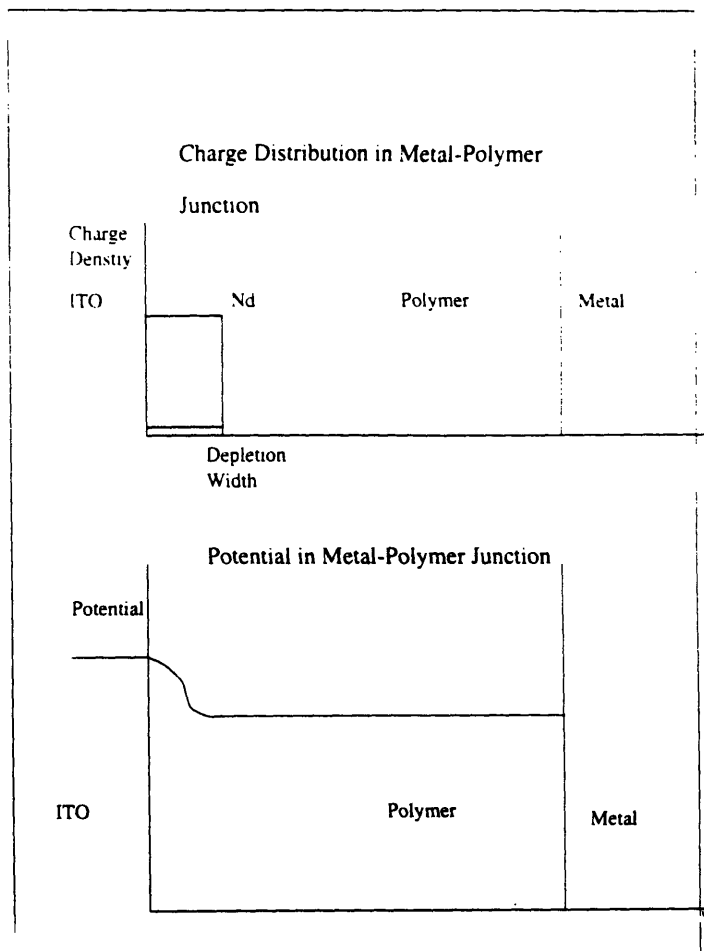 Charge Distribution in Metal-Polymer
Junction
Charge
Denstiy
ITO
Nd
Polymer
Metal
Depletion
Width
Potential in Metal-Polymer Junction
Potential
ITO
Polymer
Metal